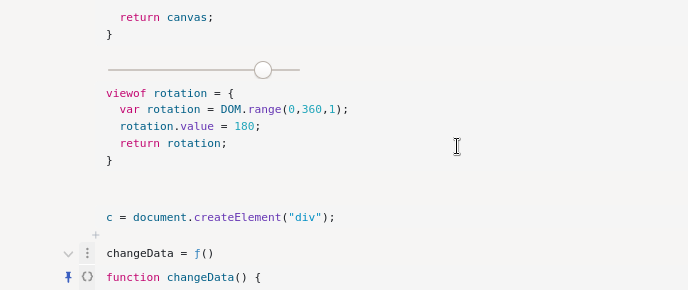 return canvas;
}
viewof rotation = {
var rotation = DOM.range(0,360,1);
rotation.value = 180;
return rotation;
}
c = document.createElement("div");
changeData = ƒ()
function changeData() {